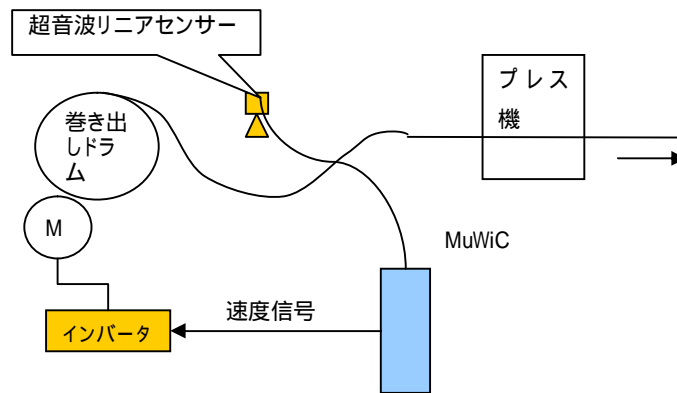 超音波リニアセンサー
プレス
機
巻き出
しドラ
ム
M
MuWiC
速度信号
インバータ